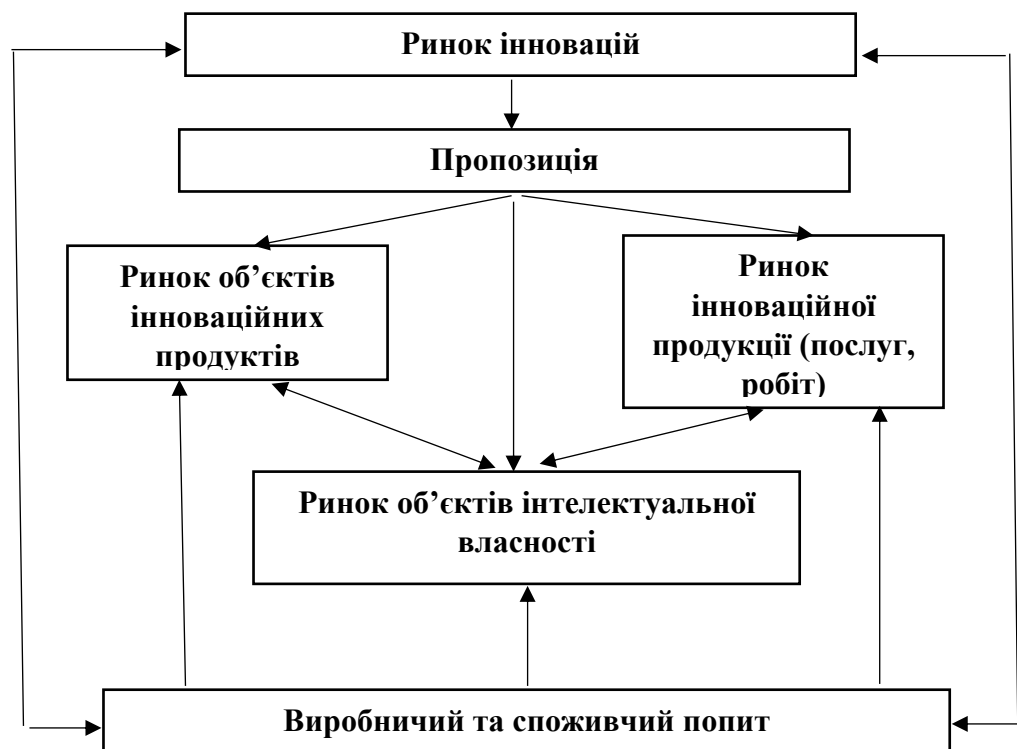 Ринок інновацій
Пропозиція
Ринок об’єктів
інноваційних
продуктів
Ринок
інноваційної
продукції (послуг,
робіт)
Ринок об’єктів інтелектуальної
власності
Виробничий та споживчий попит